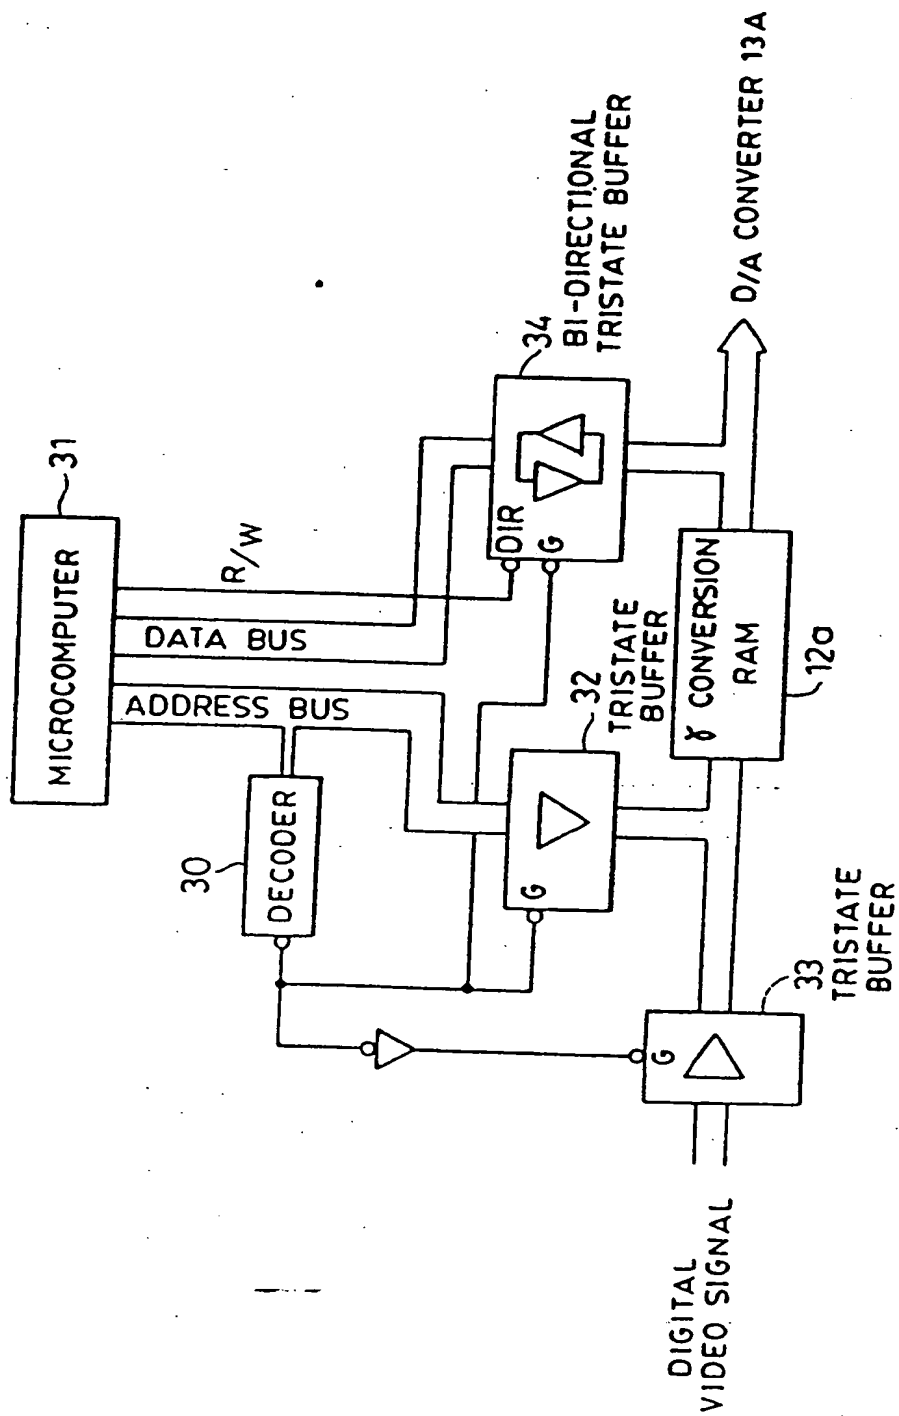 MICROCOMPUTER
31
R/W
DATA BUS
ADDRESS BUS
30
DECODER
34
BI-DIRECTIONAL
TRISTATE BUFFER
DIR
G
32
TRISTATE
BUFFER
G
33
TRISTATE
BUFFER
G
γ CONVERSION
RAM
12a
D/A CONVERTER 13A
DIGITAL
VIDEO SIGNAL